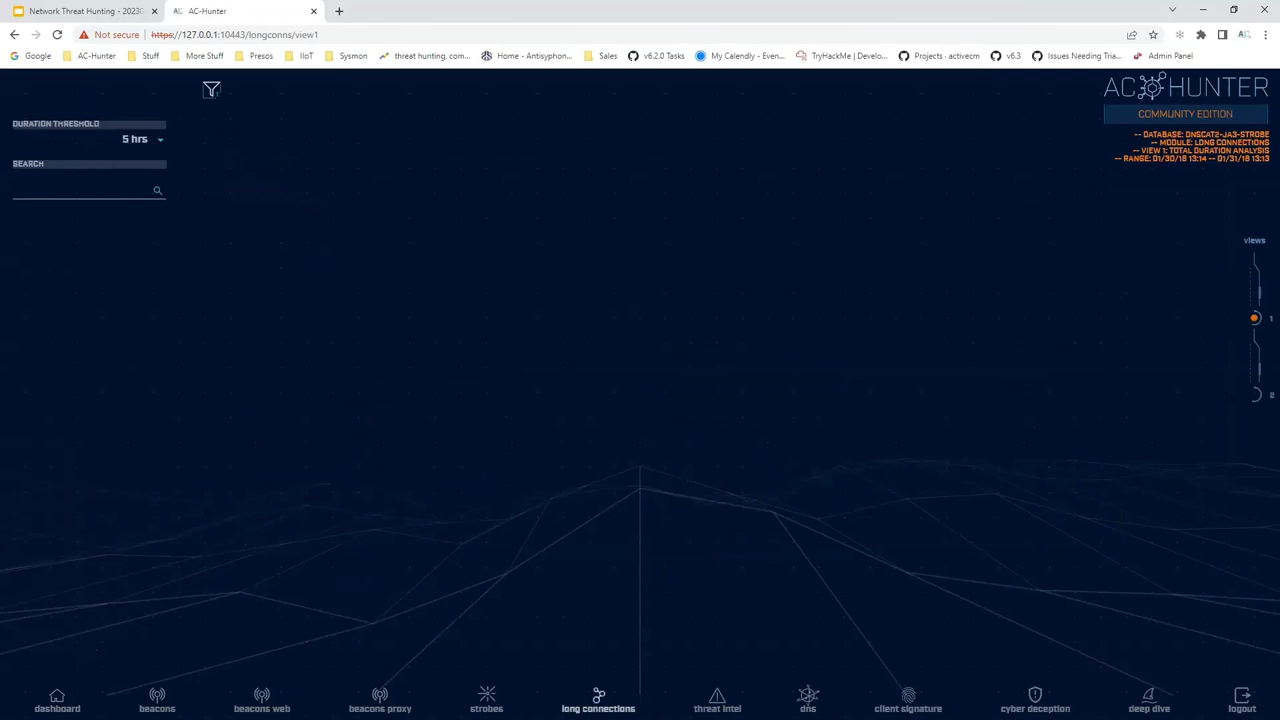 Network Threat Hunting - 2023
AC-Hunter
Not secure
https://127.0.0.1:10443/longconns/view1
Google
AC-Hunter
Stuff
More Stuff
Presos
IIoT
Sysmon
threat hunting, com...
Home - Antisyphon...
Sales
v6.2.0 Tasks
My Calendly - Even...
TryHackMe | Develo...
Projects · activecm
v6.3
Issues Needing Tria...
Admin Panel
AC HUNTER
COMMUNITY EDITION
-- DATABASE: DNSCAT2-JA3-STROBE
-- MODULE: LONG CONNECTIONS
-- VIEW 1: TOTAL DURATION ANALYSIS
-- RANGE: 01/30/18 13:14 -- 01/31/18 13:13
DURATION THRESHOLD
5 hrs
SEARCH
views
1
2
dashboard
beacons
beacons web
beacons proxy
strobes
long connections
threat intel
dns
client signature
cyber deception
deep dive
logout